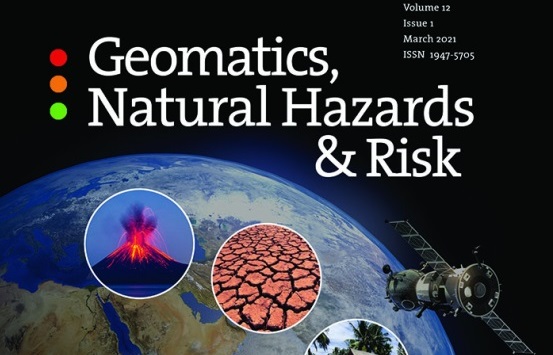 Volume 12
Issue 1
March 2021
ISSN 1947-5705
Geomatics,
Natural Hazards
& Risk